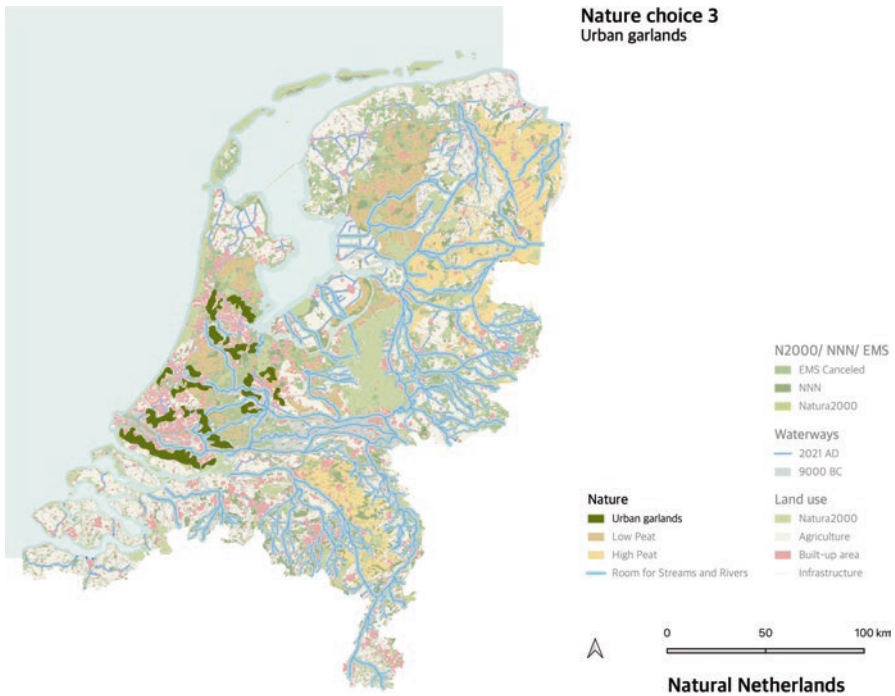 Nature choice 3
Urban garlands
N2000/ NNN/ EMS
EMS Canceled
NNN
Natura2000
Waterways
2021 AD
9000 BC
Nature
Urban garlands
Low Peat
High Peat
Room for Streams and Rivers
Land use
Natura2000
Agriculture
Built-up area
Infrastructure
0 50 100 km
Natural Netherlands